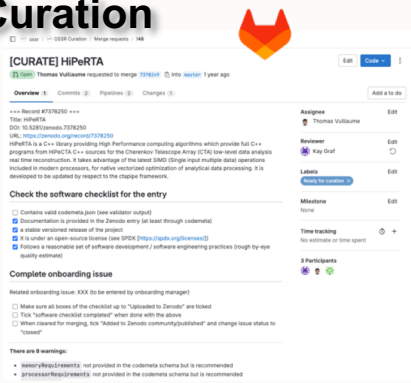 Curation
OSSR Curation / Merge requests / !48
[CURATE] HiPeRTA
Edit Code
Open Thomas Vuillaume requested to merge 7378249 into master 1 year ago
Overview 1 Commits 2 Pipelines 2 Changes 1
Add a to do
=== Record #7378250 ===
Title: HiPeRTA
DOI: 10.5281/zenodo.7378250
URL: https://zenodo.org/record/7378250
HiPeRTA is a C++ library providing High Performance computing algorithms which provide full C++
programs from HiPeCTA C++ sources for the Cherenkov Telescope Array (CTA) low-level data analysis
real time reconstruction. It takes advantage of the latest SIMD (Single input multiple data) operations
included in modern processors, for native vectorized optimization of analytical data processing. It is
developed to be updated by respect to the ctapipe framework.
Check the software checklist for the entry
Contains valid codemeta.json (see validator output)
Documentation is provided in the Zenodo entry (at least through codemeta)
a stable versioned release of the project
It is under an open-source license (see SPDX [https://spdx.org/licenses/])
Follows a reasonable set of software development / software engineering practices (rough by-eye
quality estimate)
Complete onboarding issue
Related onboarding issue: XXX (to be entered by onboarding manager)
Make sure all boxes of the checklist up to "Uploaded to Zenodo" are ticked
Tick "software checklist completed" when done with the above
When cleared for merging, tick "Added to Zenodo community/published" and change issue status to
"closed"
There are 8 warnings:
memoryRequirements not provided in the codemeta schema but is recommended
processorRequirements not provided in the codemeta schema but is recommended
Assignee Edit
Thomas Vuillaume
Reviewer Edit
Kay Graf
Labels Edit
Ready for curation
Milestone Edit
None
Time tracking
No estimate or time spent
3 Participants